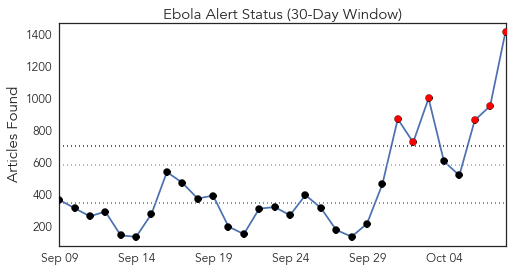 Ebola Alert Status (30-Day Window)
Articles Found
1400
1200
1000
800
600
400
200
Sep 09
Sep 14
Sep 19
Sep 24
Sep 29
Oct 04